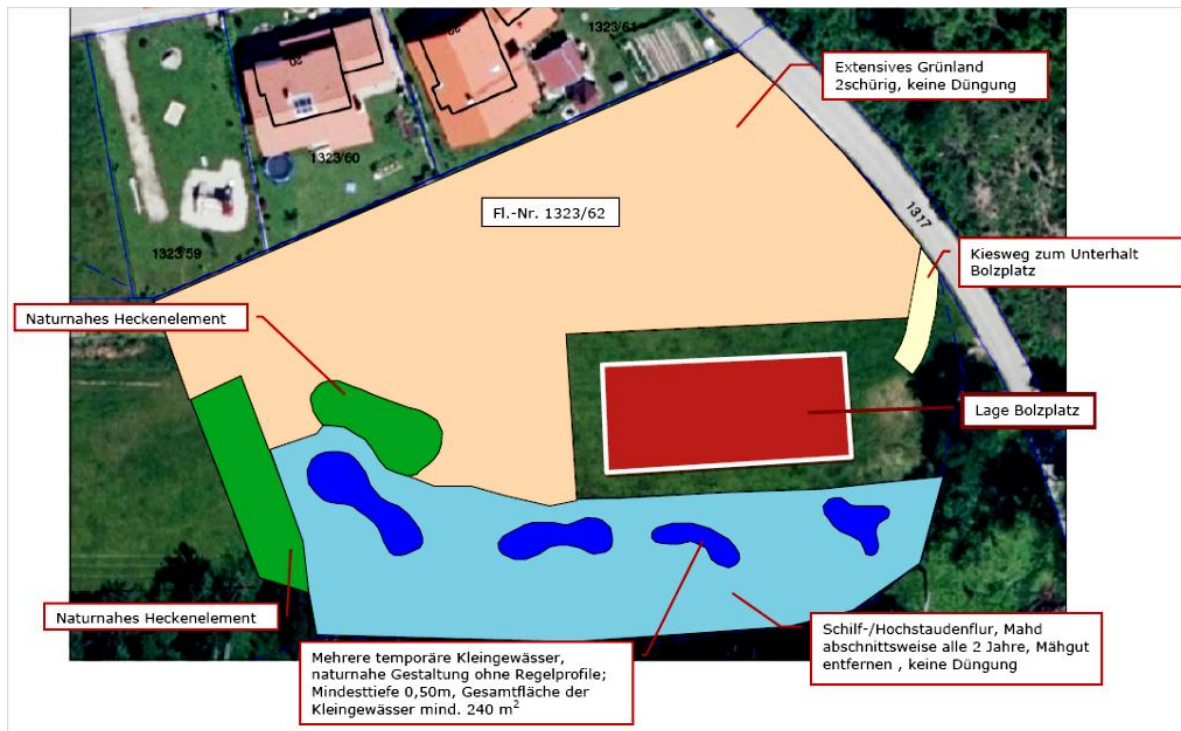 1323/61
20
20
Extensives Grünland
2schürig, keine Düngung
1323/60
Fl.-Nr. 1323/62
1317
1323/59
Kiesweg zum Unterhalt
Bolzplatz
Naturnahes Heckenelement
Lage Bolzplatz
Naturnahes Heckenelement
Schilf-/Hochstaudenflur, Mahd
abschnittsweise alle 2 Jahre, Mähgut
entfernen , keine Düngung
Mehrere temporäre Kleingewässer,
naturnahe Gestaltung ohne Regelprofile;
Mindesttiefe 0,50m, Gesamtfläche der
Kleingewässer mind. 240 m²